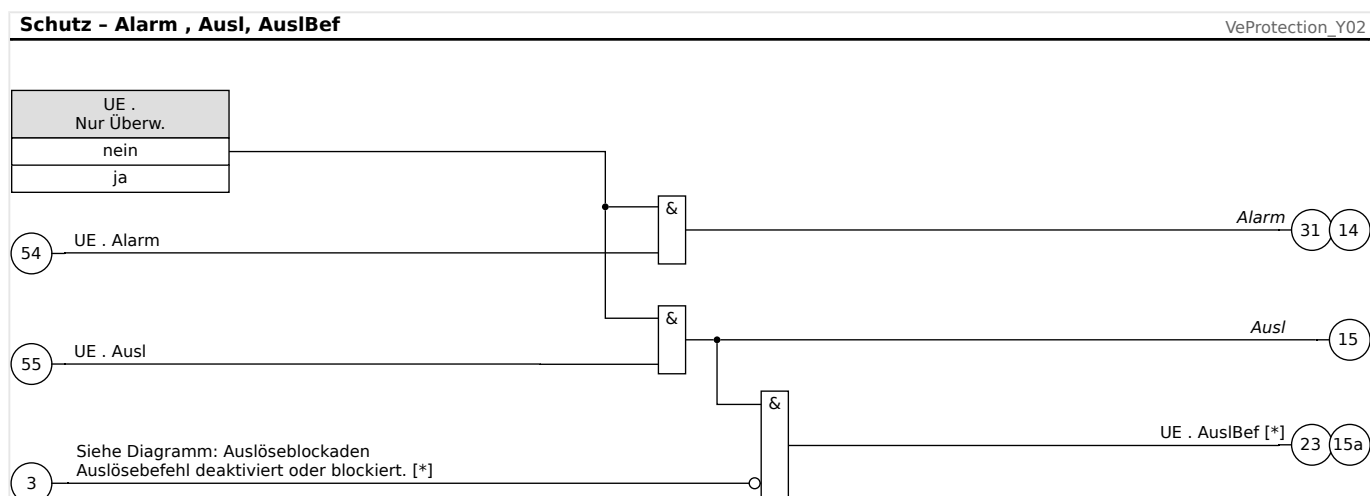 Schutz – Alarm , Ausl, AuslBef
VeProtection_Y02
UE .
Nur Überw.
nein
ja
&
Alarm
31
14
54
UE . Alarm
&
Ausl
15
55
UE . Ausl
&
UE . AuslBef [*]
23
15a
Siehe Diagramm: Auslöseblockaden
Auslösebefehl deaktiviert oder blockiert. [*]
3